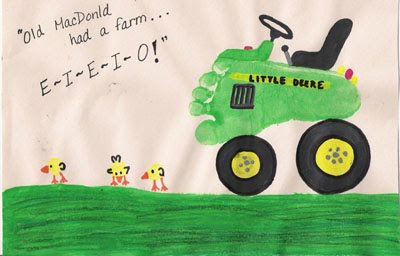 "Old MacDonld
had a farm...
E~I~E~I~O!"
LITTLE DEERE